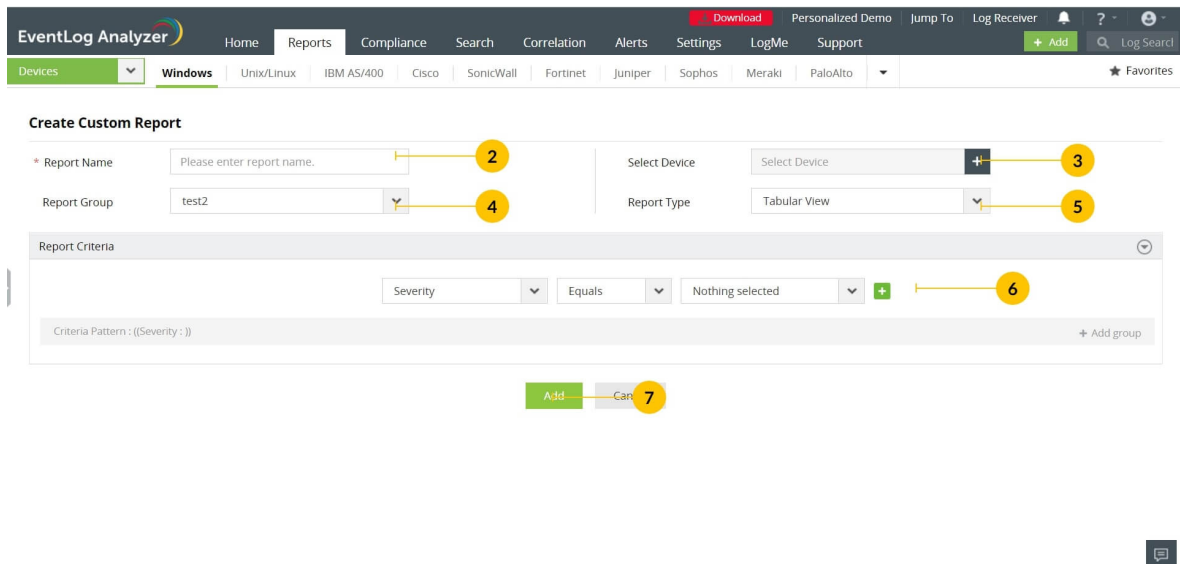 Download Personalized Demo Jump To Log Receiver ?
EventLog Analyzer Home Reports Compliance Search Correlation Alerts Settings LogMe Support + Add Log Searcl
Devices Windows Unix/Linux IBM AS/400 Cisco SonicWall Fortinet Juniper Sophos Meraki PaloAlto Favorites
Create Custom Report
* Report Name Please enter report name. 2 Select Device Select Device + 3
Report Group test2 4 Report Type Tabular View 5
Report Criteria
Severity Equals Nothing selected + 6
Criteria Pattern : ((Severity : )) + Add group
Add Can 7